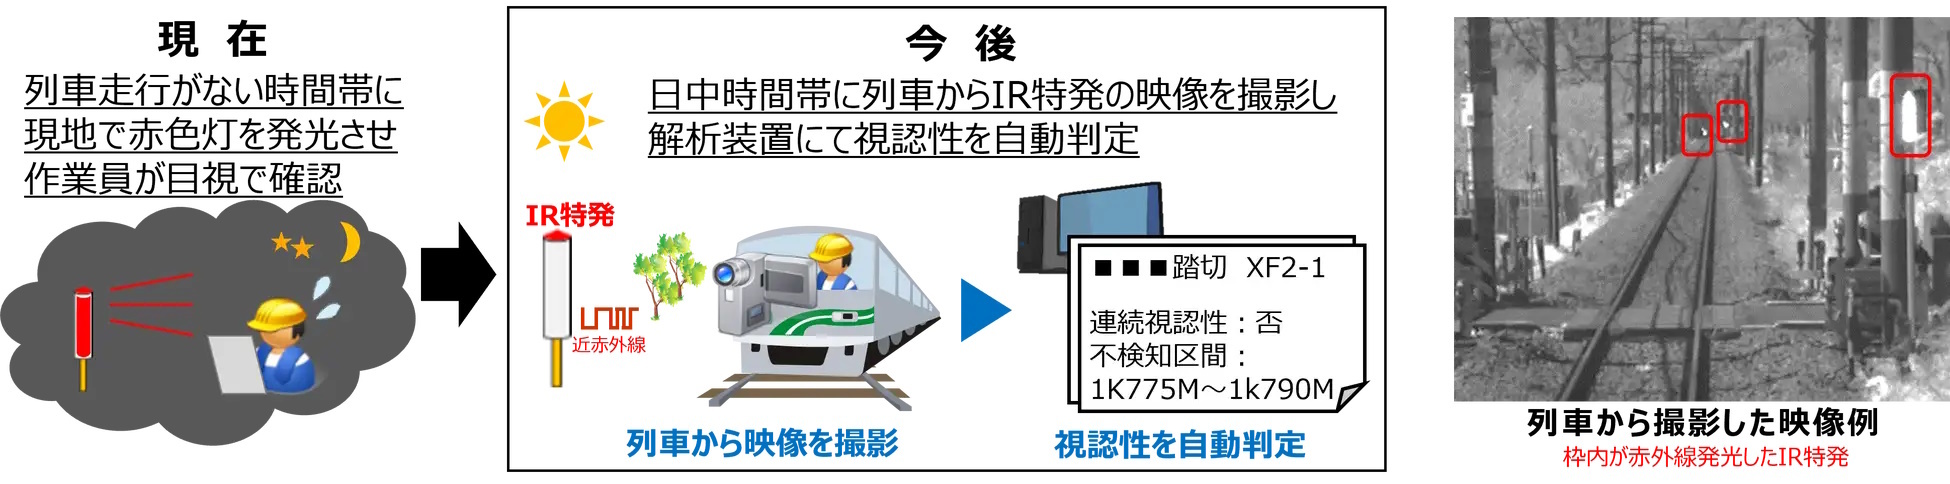 現 在
列車走行がない時間帯に
現地で赤色灯を発光させ
作業員が目視で確認
今 後
日中時間帯に列車からIR特発の映像を撮影し
解析装置にて視認性を自動判定
IR特発
近赤外線
列車から映像を撮影
■■■踏切 XF2-1
連続視認性：否
不検知区間：
1K775M～1k790M
視認性を自動判定
列車から撮影した映像例
枠内が赤外線発光したIR特発